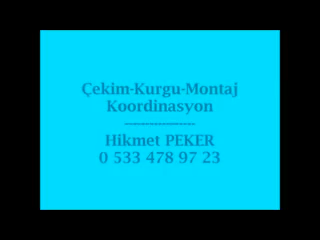 Çekim-Kurgu-Montaj
Koordinasyon
-----------------
Hikmet PEKER
0 533 478 97 23